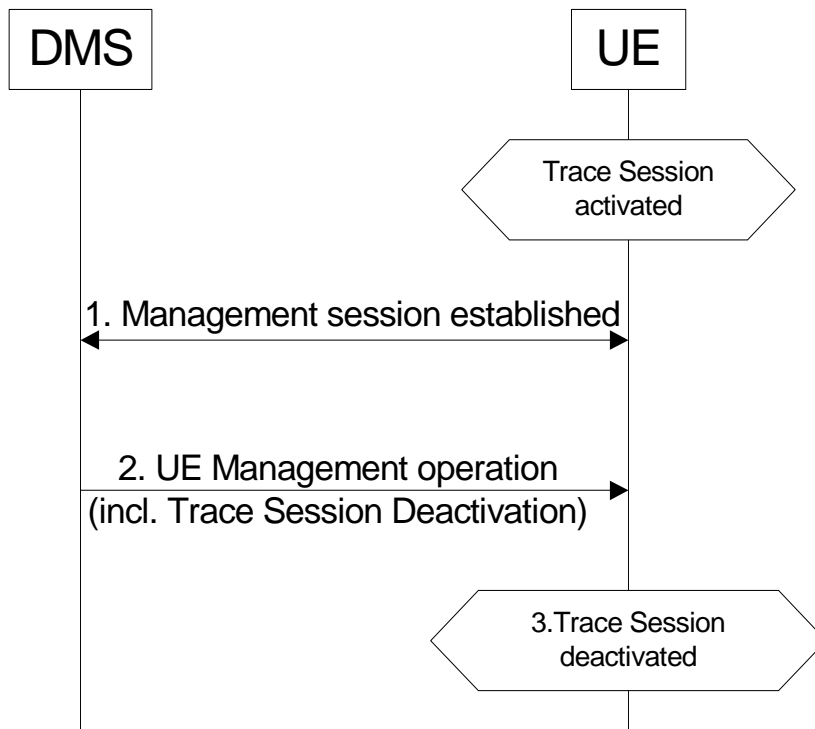 DMS
UE
Trace Session
activated
1. Management session established
2. UE Management operation
(incl. Trace Session Deactivation)
3.Trace Session
deactivated